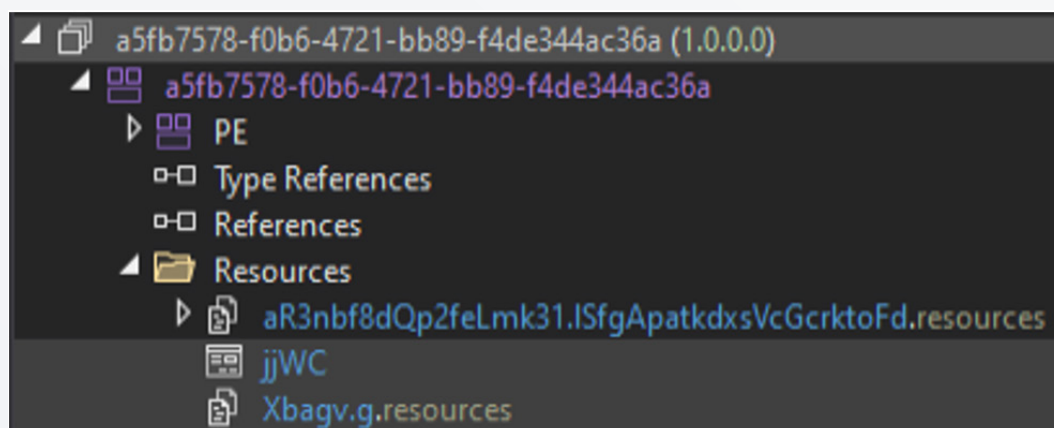 a5fb7578-f0b6-4721-bb89-f4de344ac36a (1.0.0.0)
a5fb7578-f0b6-4721-bb89-f4de344ac36a
PE
Type References
References
Resources
aR3nbf8dQp2feLmk31.lSfgApatkdxsVcGcrktoFd.resources
jjWC
Xbagv.g.resources